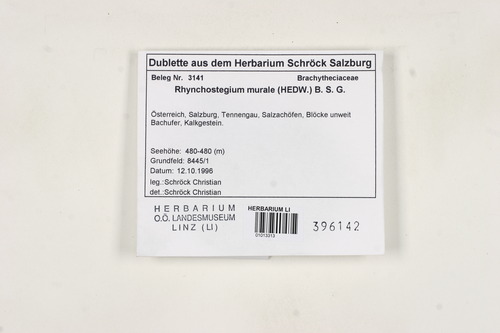 Dublette aus dem Herbarium Schröck Salzburg
Beleg Nr. 3141 Brachytheciaceae
Rhynchostegium murale (HEDW.) B. S. G.
Österreich, Salzburg, Tennengau, Salzachöfen, Blöcke unweit
Bachufer, Kalkgestein.
Seehöhe: 480-480 (m)
Grundfeld: 8445/1
Datum: 12.10.1996
leg.:Schröck Christian
det.:Schröck Christian
HERBARIUM
O.Ö. LANDESMUSEUM
LINZ (LI)
HERBARIUM LI
01013013
396142